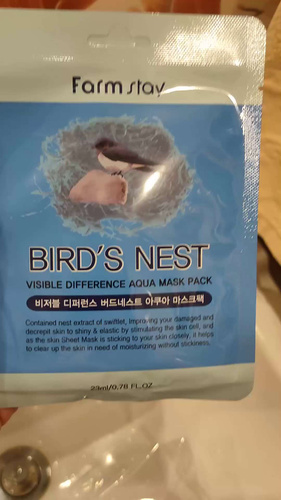 Farm stay
BIRD'S NEST
VISIBLE DIFFERENCE AQUA MASK PACK
비저블 디퍼런스 버드네스트 아쿠아 마스크팩
Contained nest extract of swiftlet, improving your damaged and
decrepit skin to shiny & elastic by stimulating the skin cell, and
as the skin Sheet Mask is sticking to your skin closely, it helps
to clear up the skin in need of moisturizing without stickiness.
23ml/0.78 FL.OZ